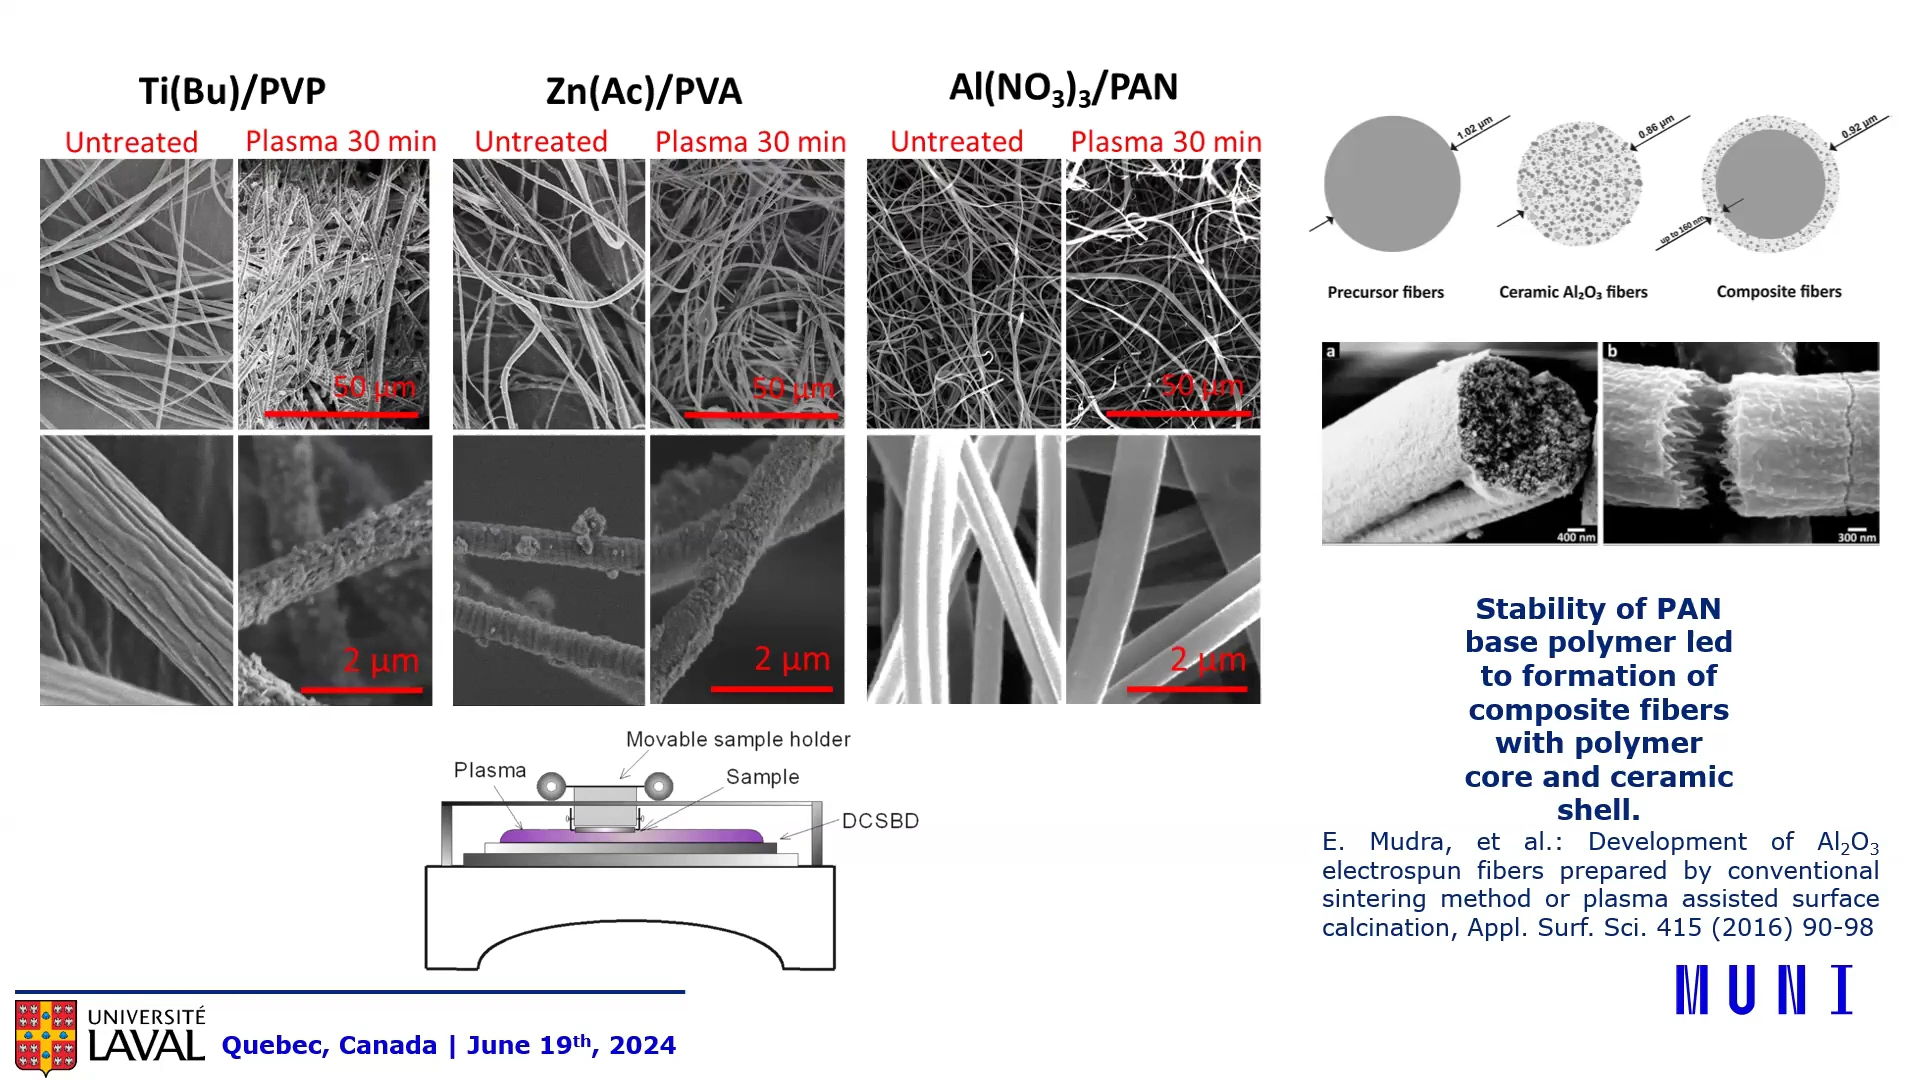 Ti(Bu)/PVP
Zn(Ac)/PVA
Al(NO₃)₃/PAN
Untreated
Plasma 30 min
Untreated
Plasma 30 min
Untreated
Plasma 30 min
50 µm
50 µm
50 µm
2 µm
2 µm
2 µm
1.02 µm
0.86 µm
0.92 µm
up to 160 nm
Precursor fibers
Ceramic Al₂O₃ fibers
Composite fibers
a
400 nm
b
300 nm
Stability of PAN
base polymer led
to formation of
composite fibers
with polymer
core and ceramic
shell.
E. Mudra, et al.: Development of Al₂O₃
electrospun fibers prepared by conventional
sintering method or plasma assisted surface
calcination, Appl. Surf. Sci. 415 (2016) 90-98
Movable sample holder
Plasma
Sample
DCSBD
MUNI
UNIVERSITÉ
LAVAL
Quebec, Canada | June 19th, 2024